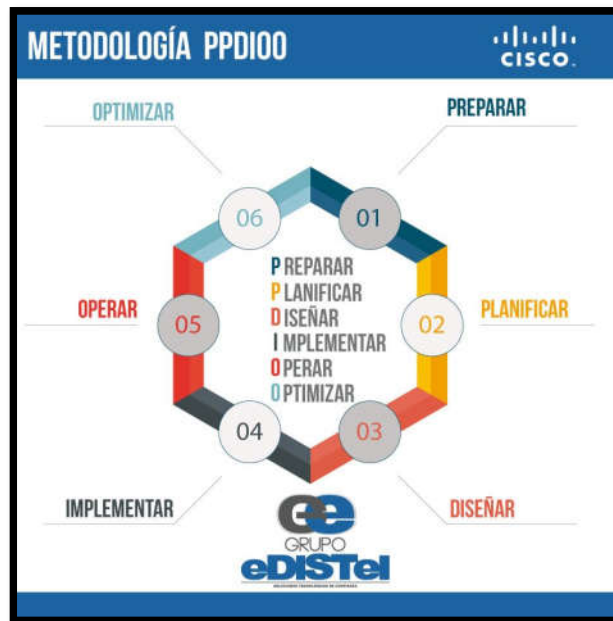 METODOLOGÍA PPDIOO
CISCO.
OPTIMIZAR
PREPARAR
06
01
PREPARAR
PLANIFICAR
DISEÑAR
IMPLEMENTAR
OPERAR
OPTIMIZAR
OPERAR
05
02
PLANIFICAR
04
03
IMPLEMENTAR
DISEÑAR
GRUPO
eDISTel